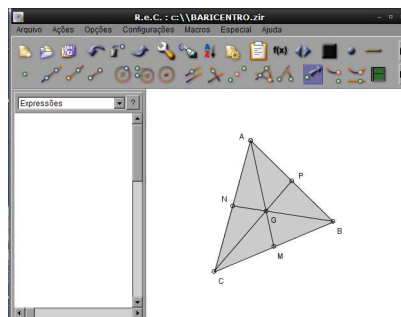 R.e.C. : c:\\BARICENTRO.zir
Arquivo Ações Opções Configurações Macros Especial Ajuda
f(x)
Expressões ?
A
P
N
G
B
M
C